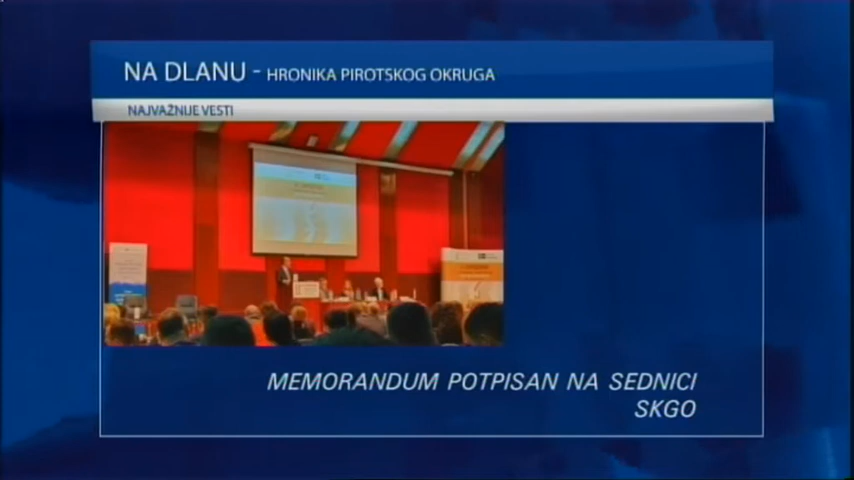 NA DLANU - HRONIKA PIROTSKOG OKRUGA
NAJVAŽNIJE VESTI
MEMORANDUM POTPISAN NA SEDNICI
SKGO